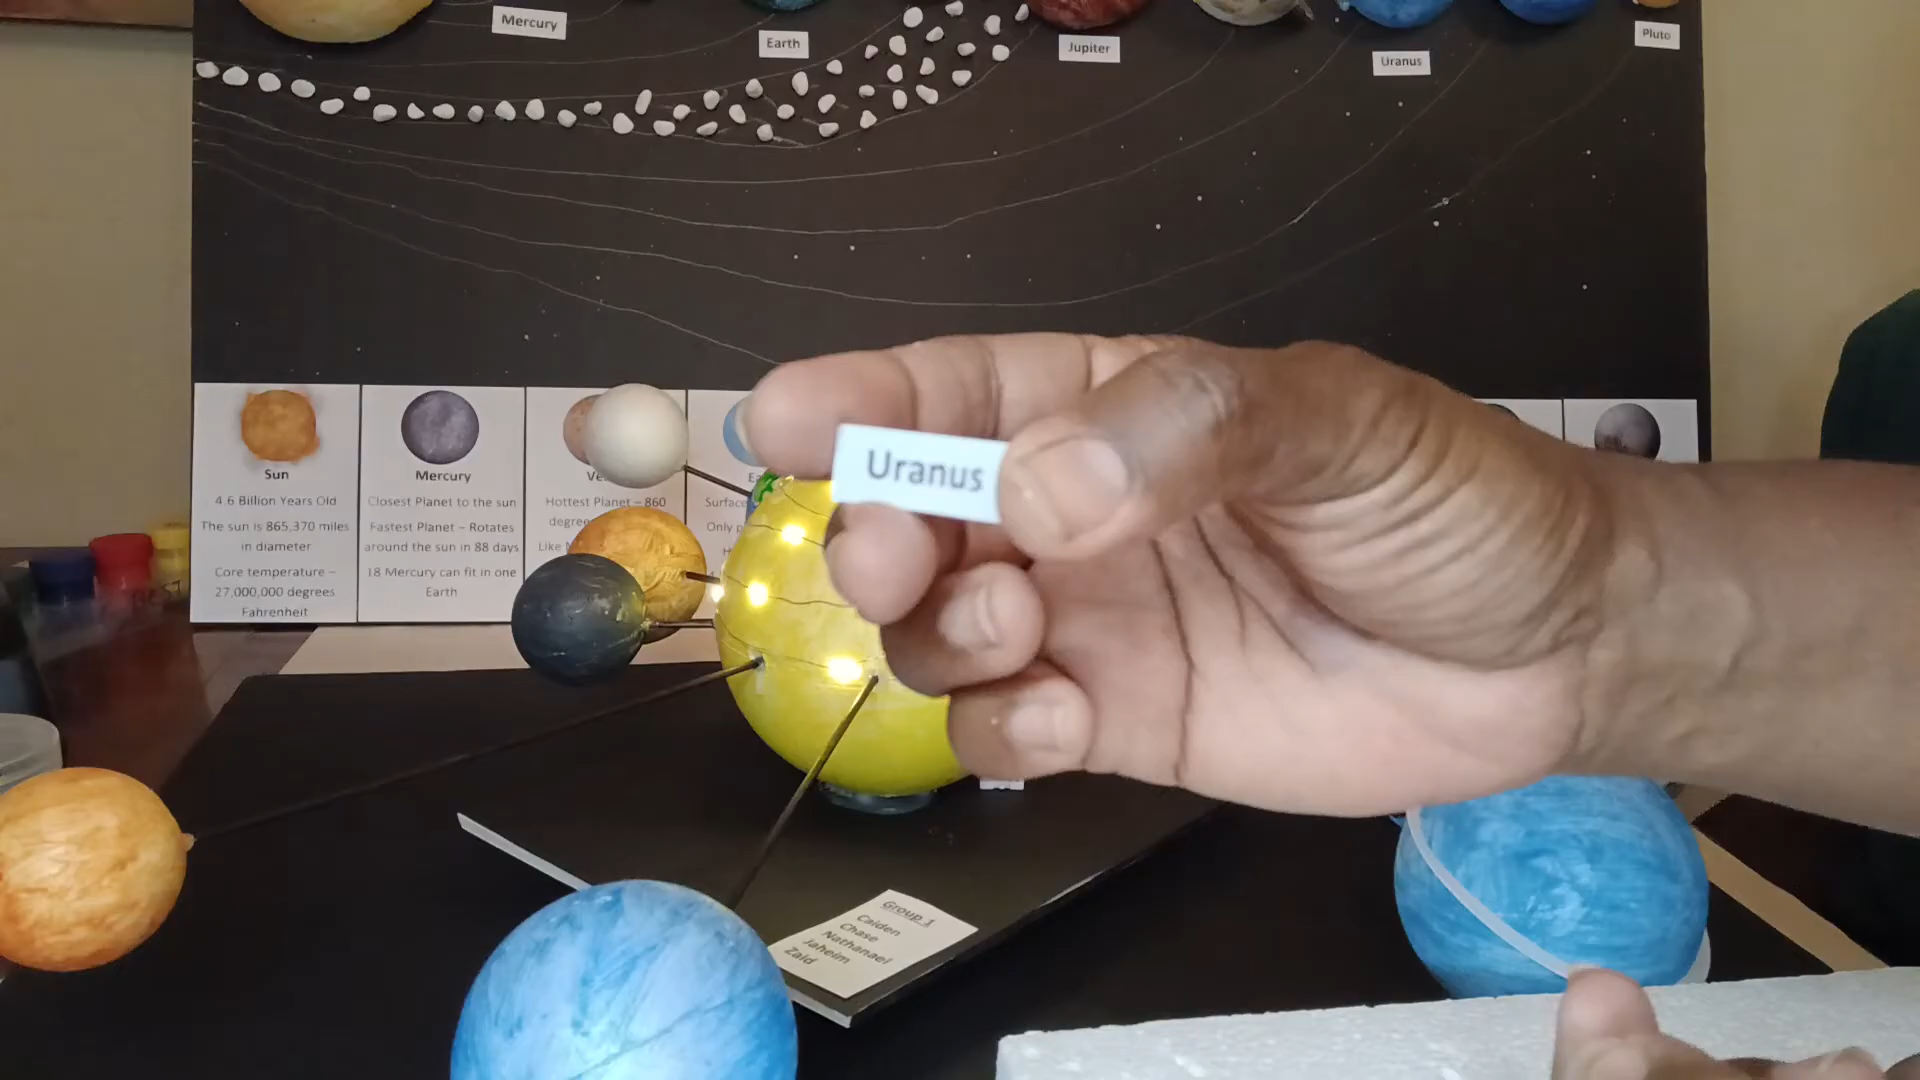 Mercury
Earth
Jupiter
Uranus
Pluto
Uranus
Sun
4.6 Billion Years Old
The sun is 865,370 miles
in diameter
Core temperature –
27,000,000 degrees
Fahrenheit
Mercury
Closest Planet to the sun
Fastest Planet – Rotates
around the sun in 88 days
18 Mercury can fit in one
Earth
Hottest Planet – 860
Like
Only
Group 1
Caiden
Chase
Nathanael
Jaheim
Zaid